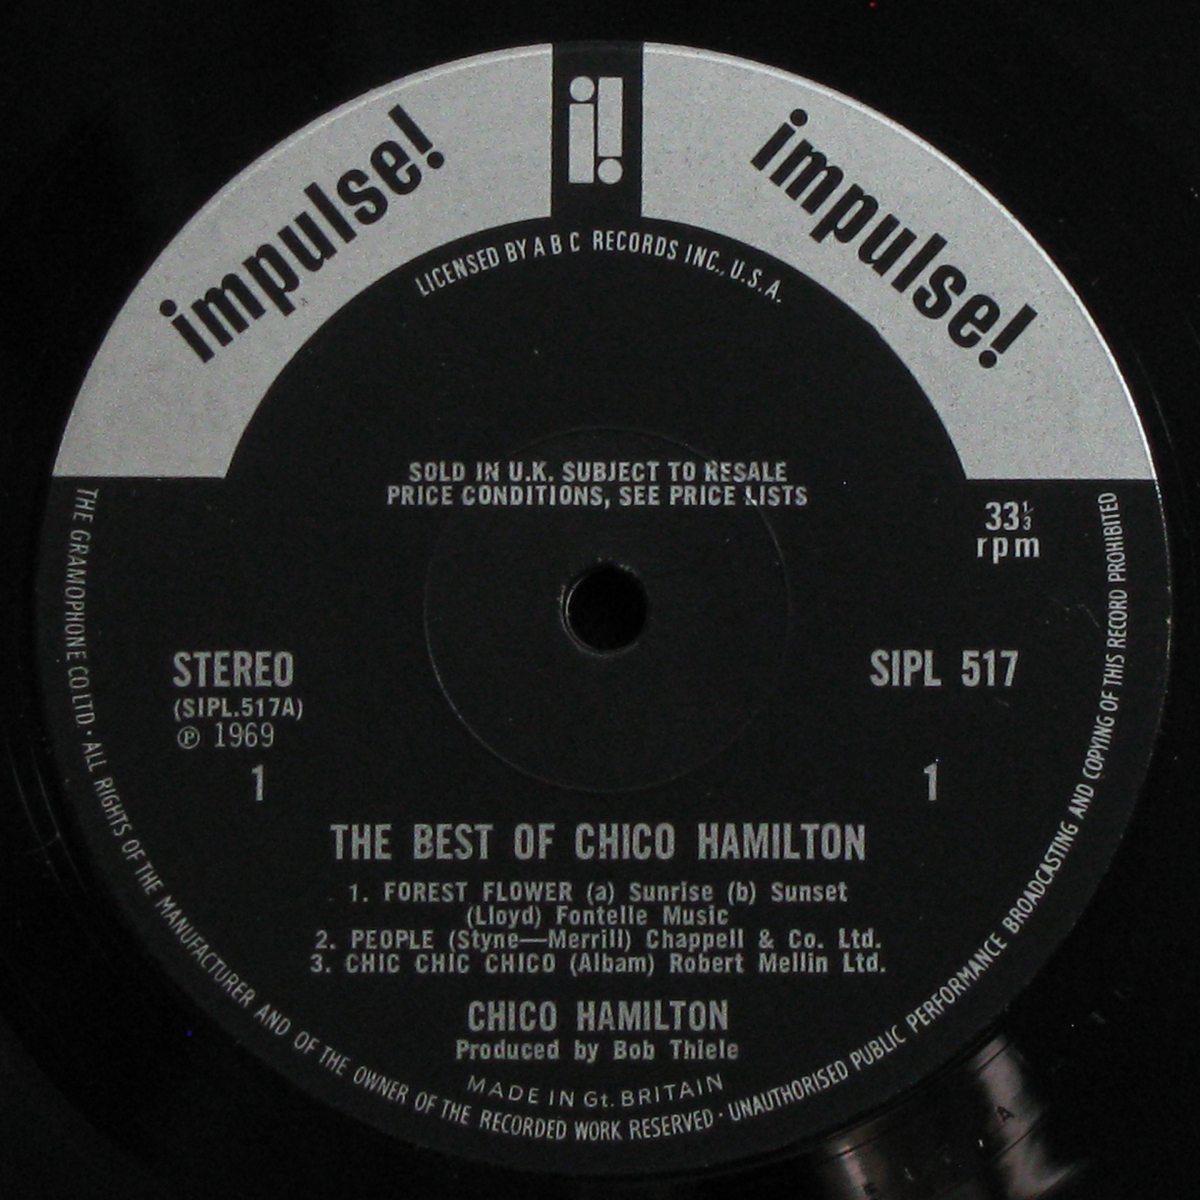 impulse!
i!
impulse!
LICENSED BY A B C RECORDS INC., U.S.A.
SOLD IN U.K. SUBJECT TO RESALE
PRICE CONDITIONS, SEE PRICE LISTS
33⅓
rpm
STEREO
(SIPL.517A)
℗ 1969
1
SIPL 517
1
THE BEST OF CHICO HAMILTON
1. FOREST FLOWER (a) Sunrise (b) Sunset
(Lloyd) Fontelle Music
2. PEOPLE (Styne—Merrill) Chappell & Co. Ltd.
3. CHIC CHIC CHICO (Albam) Robert Mellin Ltd.
CHICO HAMILTON
Produced by Bob Thiele
MADE IN Gt. BRITAIN
THE GRAMOPHONE CO LTD · ALL RIGHTS OF THE MANUFACTURER AND OF THE OWNER OF THE RECORDED WORK RESERVED · UNAUTHORISED PUBLIC PERFORMANCE BROADCASTING AND COPYING OF THIS RECORD PROHIBITED